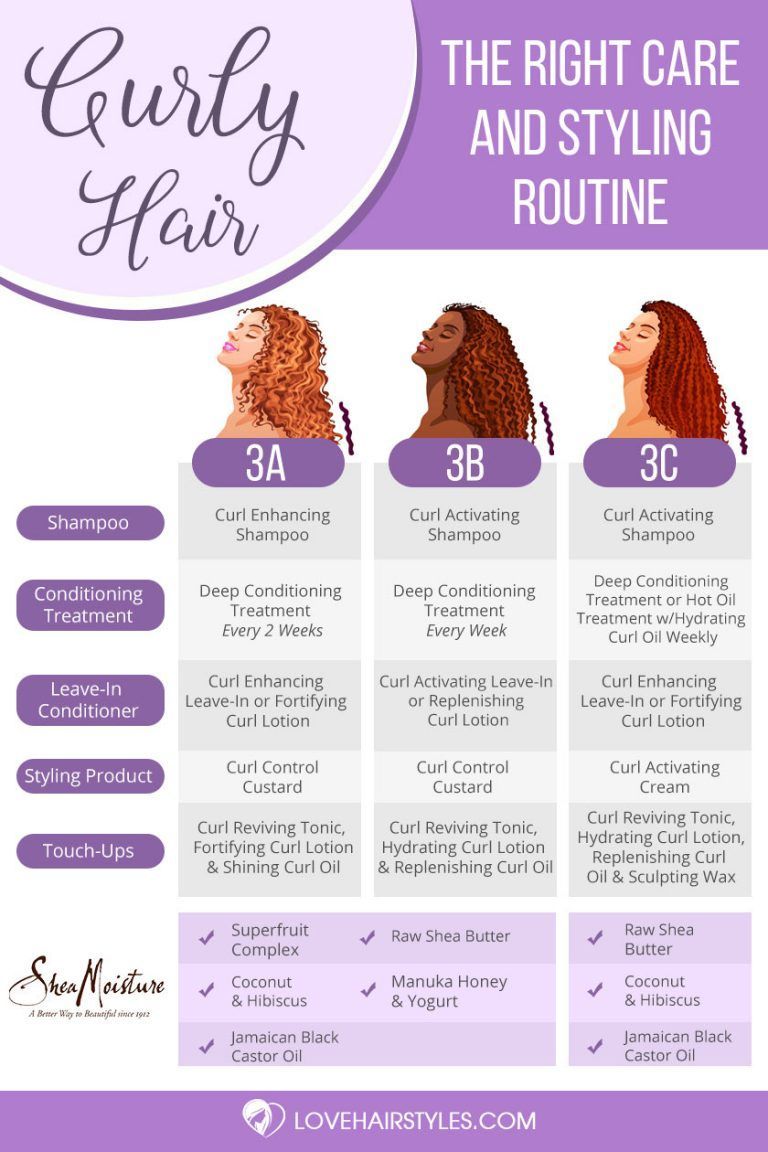 Curly
Hair
THE RIGHT CARE
AND STYLING
ROUTINE
3A
3B
3C
Shampoo
Curl Enhancing
Shampoo
Curl Activating
Shampoo
Curl Activating
Shampoo
Conditioning
Treatment
Deep Conditioning
Treatment
Every 2 Weeks
Deep Conditioning
Treatment
Every Week
Deep Conditioning
Treatment or Hot Oil
Treatment w/Hydrating
Curl Oil Weekly
Leave-In
Conditioner
Curl Enhancing
Leave-In or Fortifying
Curl Lotion
Curl Activating Leave-In
or Replenishing
Curl Lotion
Curl Enhancing
Leave-In or Fortifying
Curl Lotion
Styling Product
Curl Control
Custard
Curl Control
Custard
Curl Activating
Cream
Touch-Ups
Curl Reviving Tonic,
Fortifying Curl Lotion
& Shining Curl Oil
Curl Reviving Tonic,
Hydrating Curl Lotion
& Replenishing Curl Oil
Curl Reviving Tonic,
Hydrating Curl Lotion,
Replenishing Curl
Oil & Sculpting Wax
SheaMoisture
A Better Way to Beautiful since 1912
Superfruit
Complex
Raw Shea Butter
Raw Shea
Butter
Coconut
& Hibiscus
Manuka Honey
& Yogurt
Coconut
& Hibiscus
Jamaican Black
Castor Oil
Jamaican Black
Castor Oil
LOVEHAIRSTYLES.COM